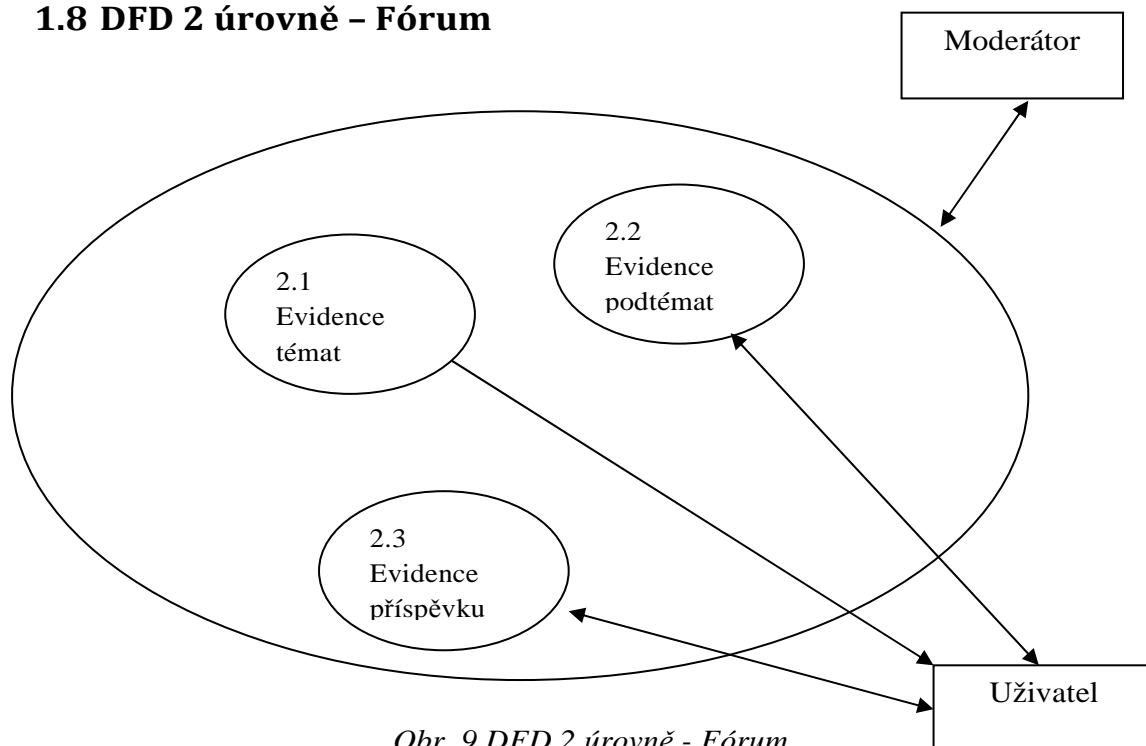 1.8 DFD 2 úrovně – Fórum
Moderátor
2.2
Evidence
podtémat
2.1
Evidence
témat
2.3
Evidence
příspěvku
Uživatel
Obr. 9 DFD 2 úrovně - Fórum